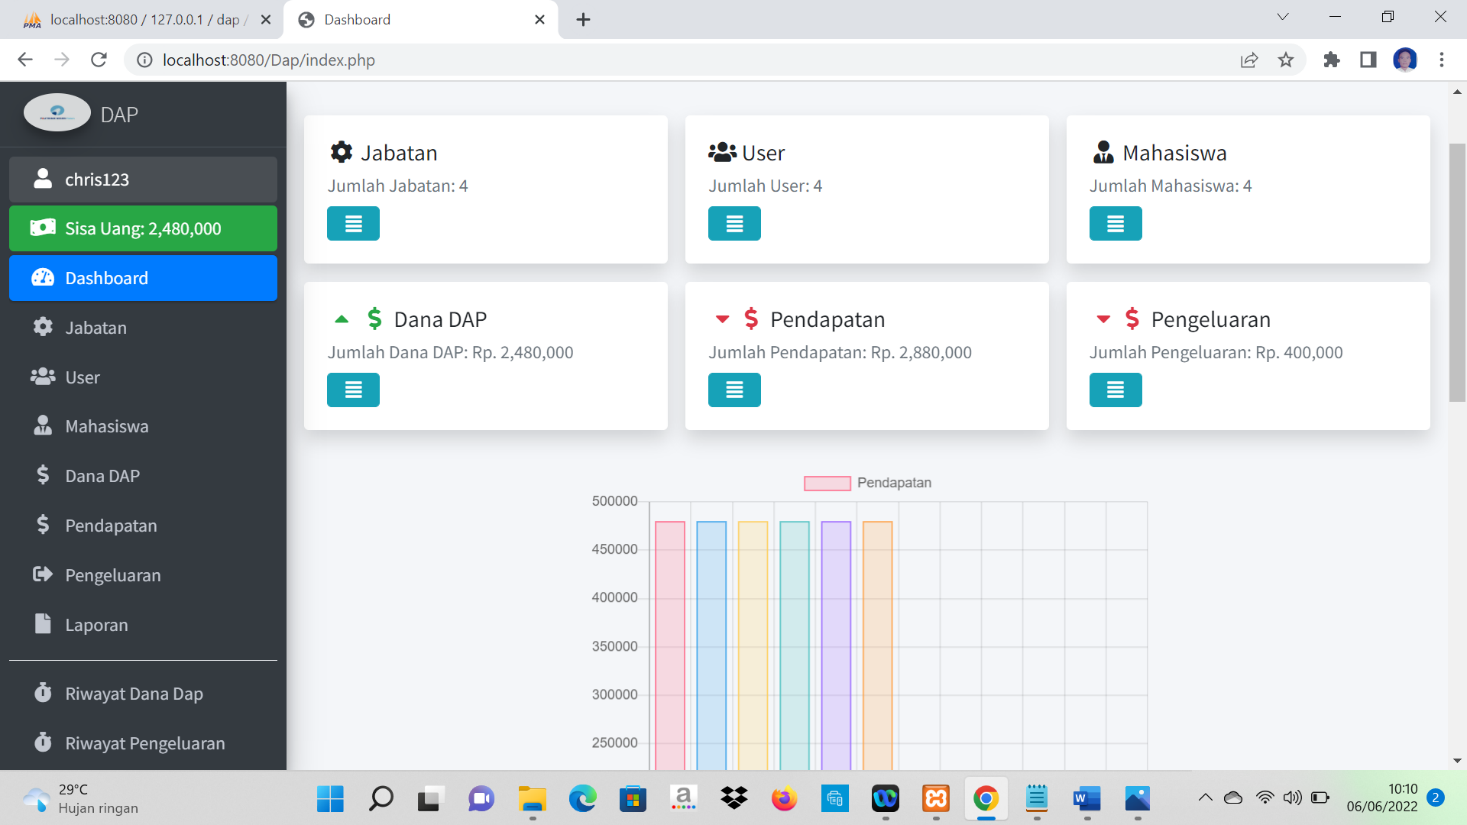 localhost:8080 / 127.0.0.1 / dap /
Dashboard
localhost:8080/Dap/index.php
DAP
chris123
Sisa Uang: 2,480,000
Dashboard
Jabatan
User
Mahasiswa
Dana DAP
Pendapatan
Pengeluaran
Laporan
Riwayat Dana Dap
Riwayat Pengeluaran
Jabatan
Jumlah Jabatan: 4
User
Jumlah User: 4
Mahasiswa
Jumlah Mahasiswa: 4
Dana DAP
Jumlah Dana DAP: Rp. 2,480,000
Pendapatan
Jumlah Pendapatan: Rp. 2,880,000
Pengeluaran
Jumlah Pengeluaran: Rp. 400,000
Pendapatan
500000
450000
400000
350000
300000
250000
29°C
Hujan ringan
10:10
06/06/2022
2